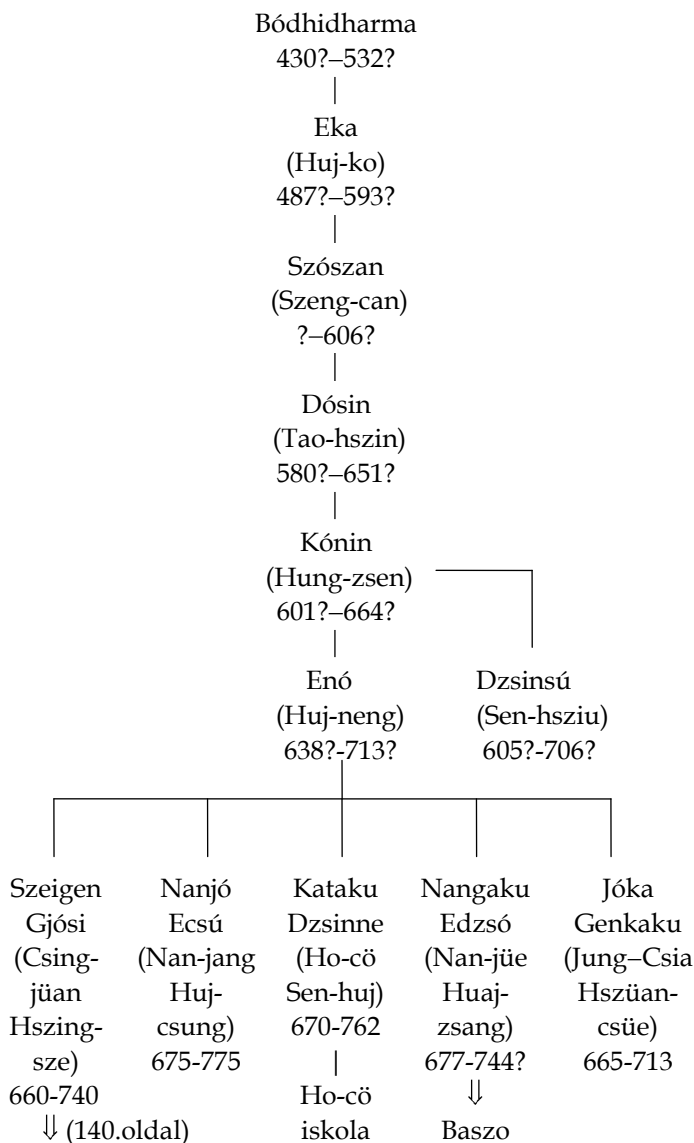 Bódhidharma
430?–532?
Eka
(Huj-ko)
487?–593?
Szószan
(Szeng-can)
?–606?
Dósin
(Tao-hszin)
580?–651?
Kónin
(Hung-zsen)
601?–664?
Enó
(Huj-neng)
638?-713?
Dzsinsú
(Sen-hsziu)
605?-706?
Szeigen
Gjósi
(Csing-
jüan
Hszing-
sze)
660-740
⇓ (140.oldal)
Nanjó
Ecsú
(Nan-jang
Huj-
csung)
675-775
Kataku
Dzsinne
(Ho-cö
Sen-huj)
670-762
Ho-cö
iskola
Nangaku
Edzsó
(Nan-jüe
Huaj-
zsang)
677-744?
⇓
Baszo
Jóka
Genkaku
(Jung–Csia
Hszüan-
csüe)
665-713